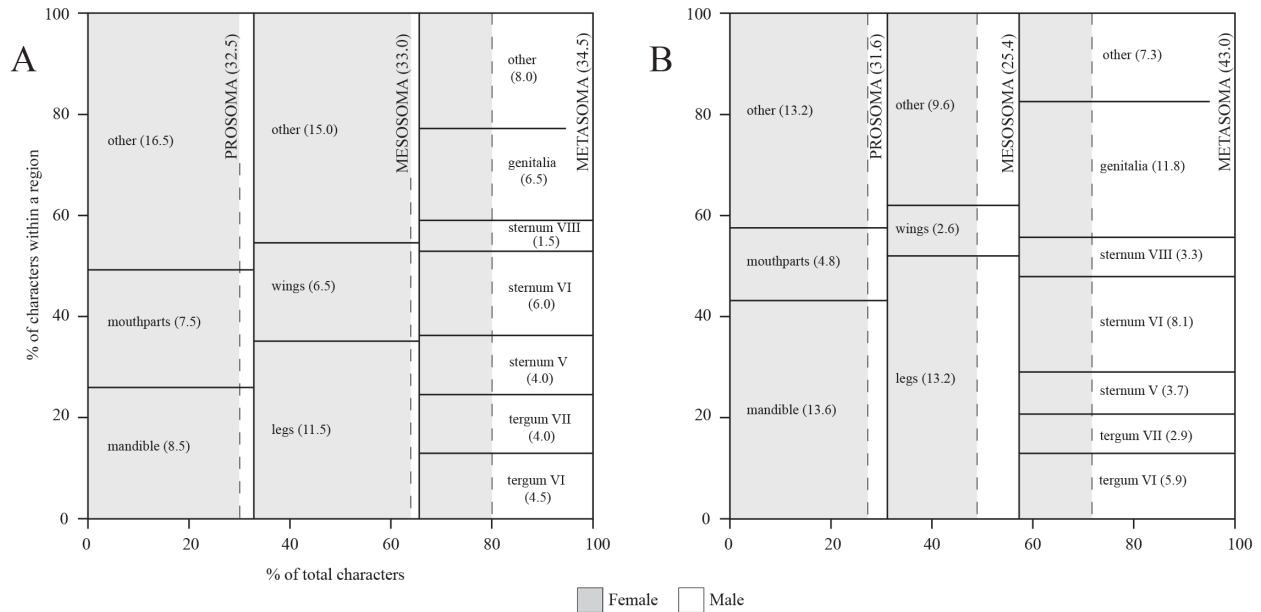 A
% of characters within a region
100
80
60
40
20
0
0
20
40
60
80
100
% of total characters
PROSOMA (32.5)
other (16.5)
mouthparts (7.5)
mandible (8.5)
MESOSOMA (33.0)
other (15.0)
wings (6.5)
legs (11.5)
METASOMA (34.5)
other
(8.0)
genitalia
(6.5)
sternum VIII
(1.5)
sternum VI
(6.0)
sternum V
(4.0)
tergum VII
(4.0)
tergum VI
(4.5)
B
100
80
60
40
20
0
0
20
40
60
80
100
PROSOMA (31.6)
other (13.2)
mouthparts (4.8)
mandible (13.6)
MESOSOMA (25.4)
other (9.6)
wings (2.6)
legs (13.2)
METASOMA (43.0)
other (7.3)
genitalia (11.8)
sternum VIII (3.3)
sternum VI (8.1)
sternum V (3.7)
tergum VII (2.9)
tergum VI (5.9)
Female
Male